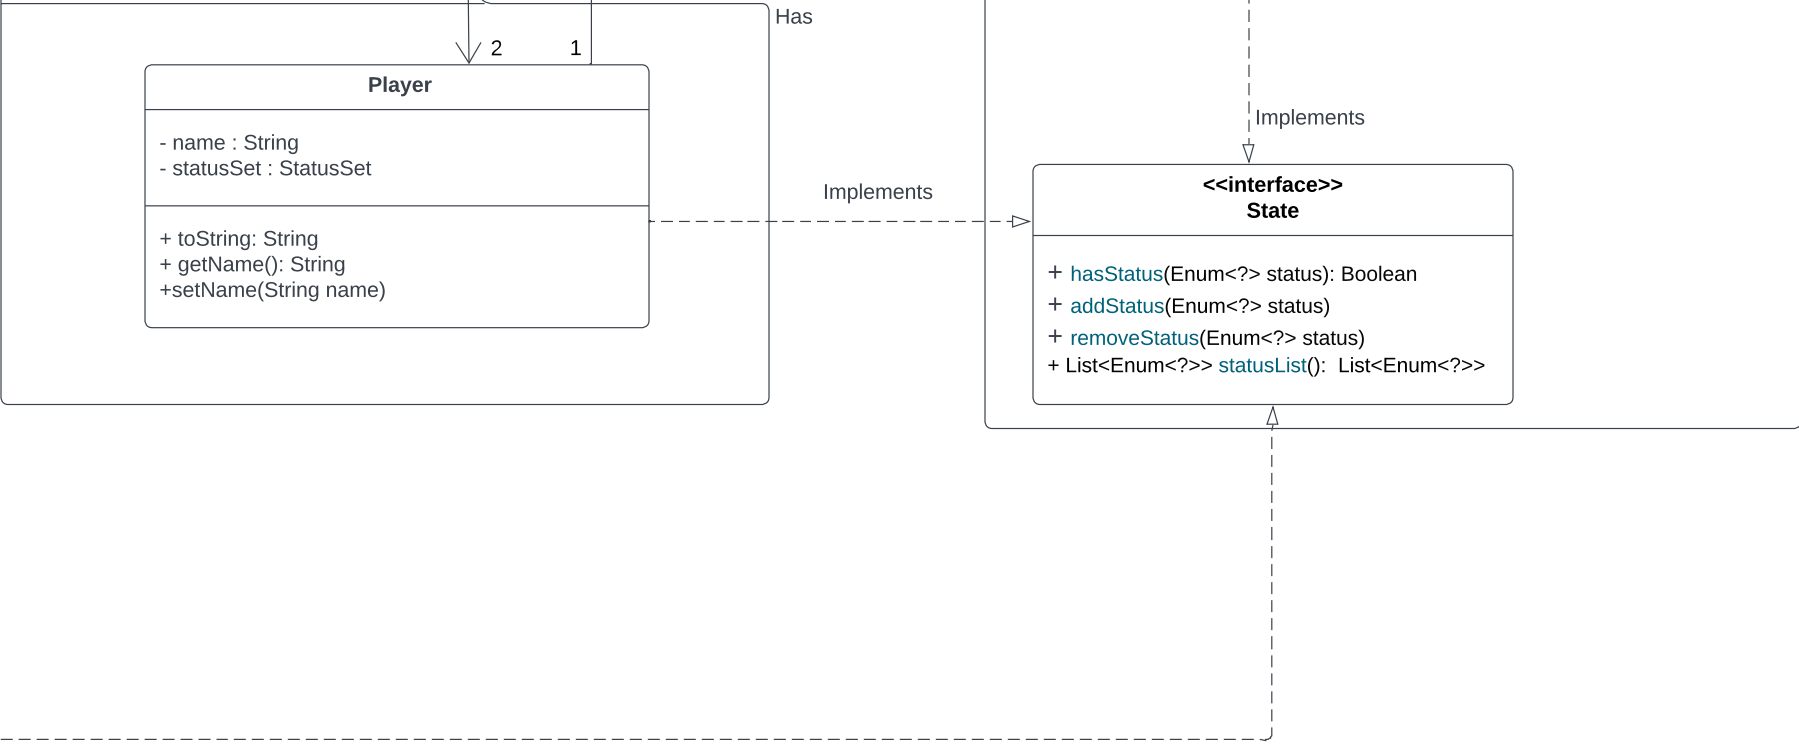 Has
2
1
Player
- name : String
- statusSet : StatusSet
+ toString: String
+ getName(): String
+setName(String name)
Implements
Implements
<<interface>>
State
+ hasStatus(Enum<?> status): Boolean
+ addStatus(Enum<?> status)
+ removeStatus(Enum<?> status)
+ List<Enum<?>> statusList():  List<Enum<?>>